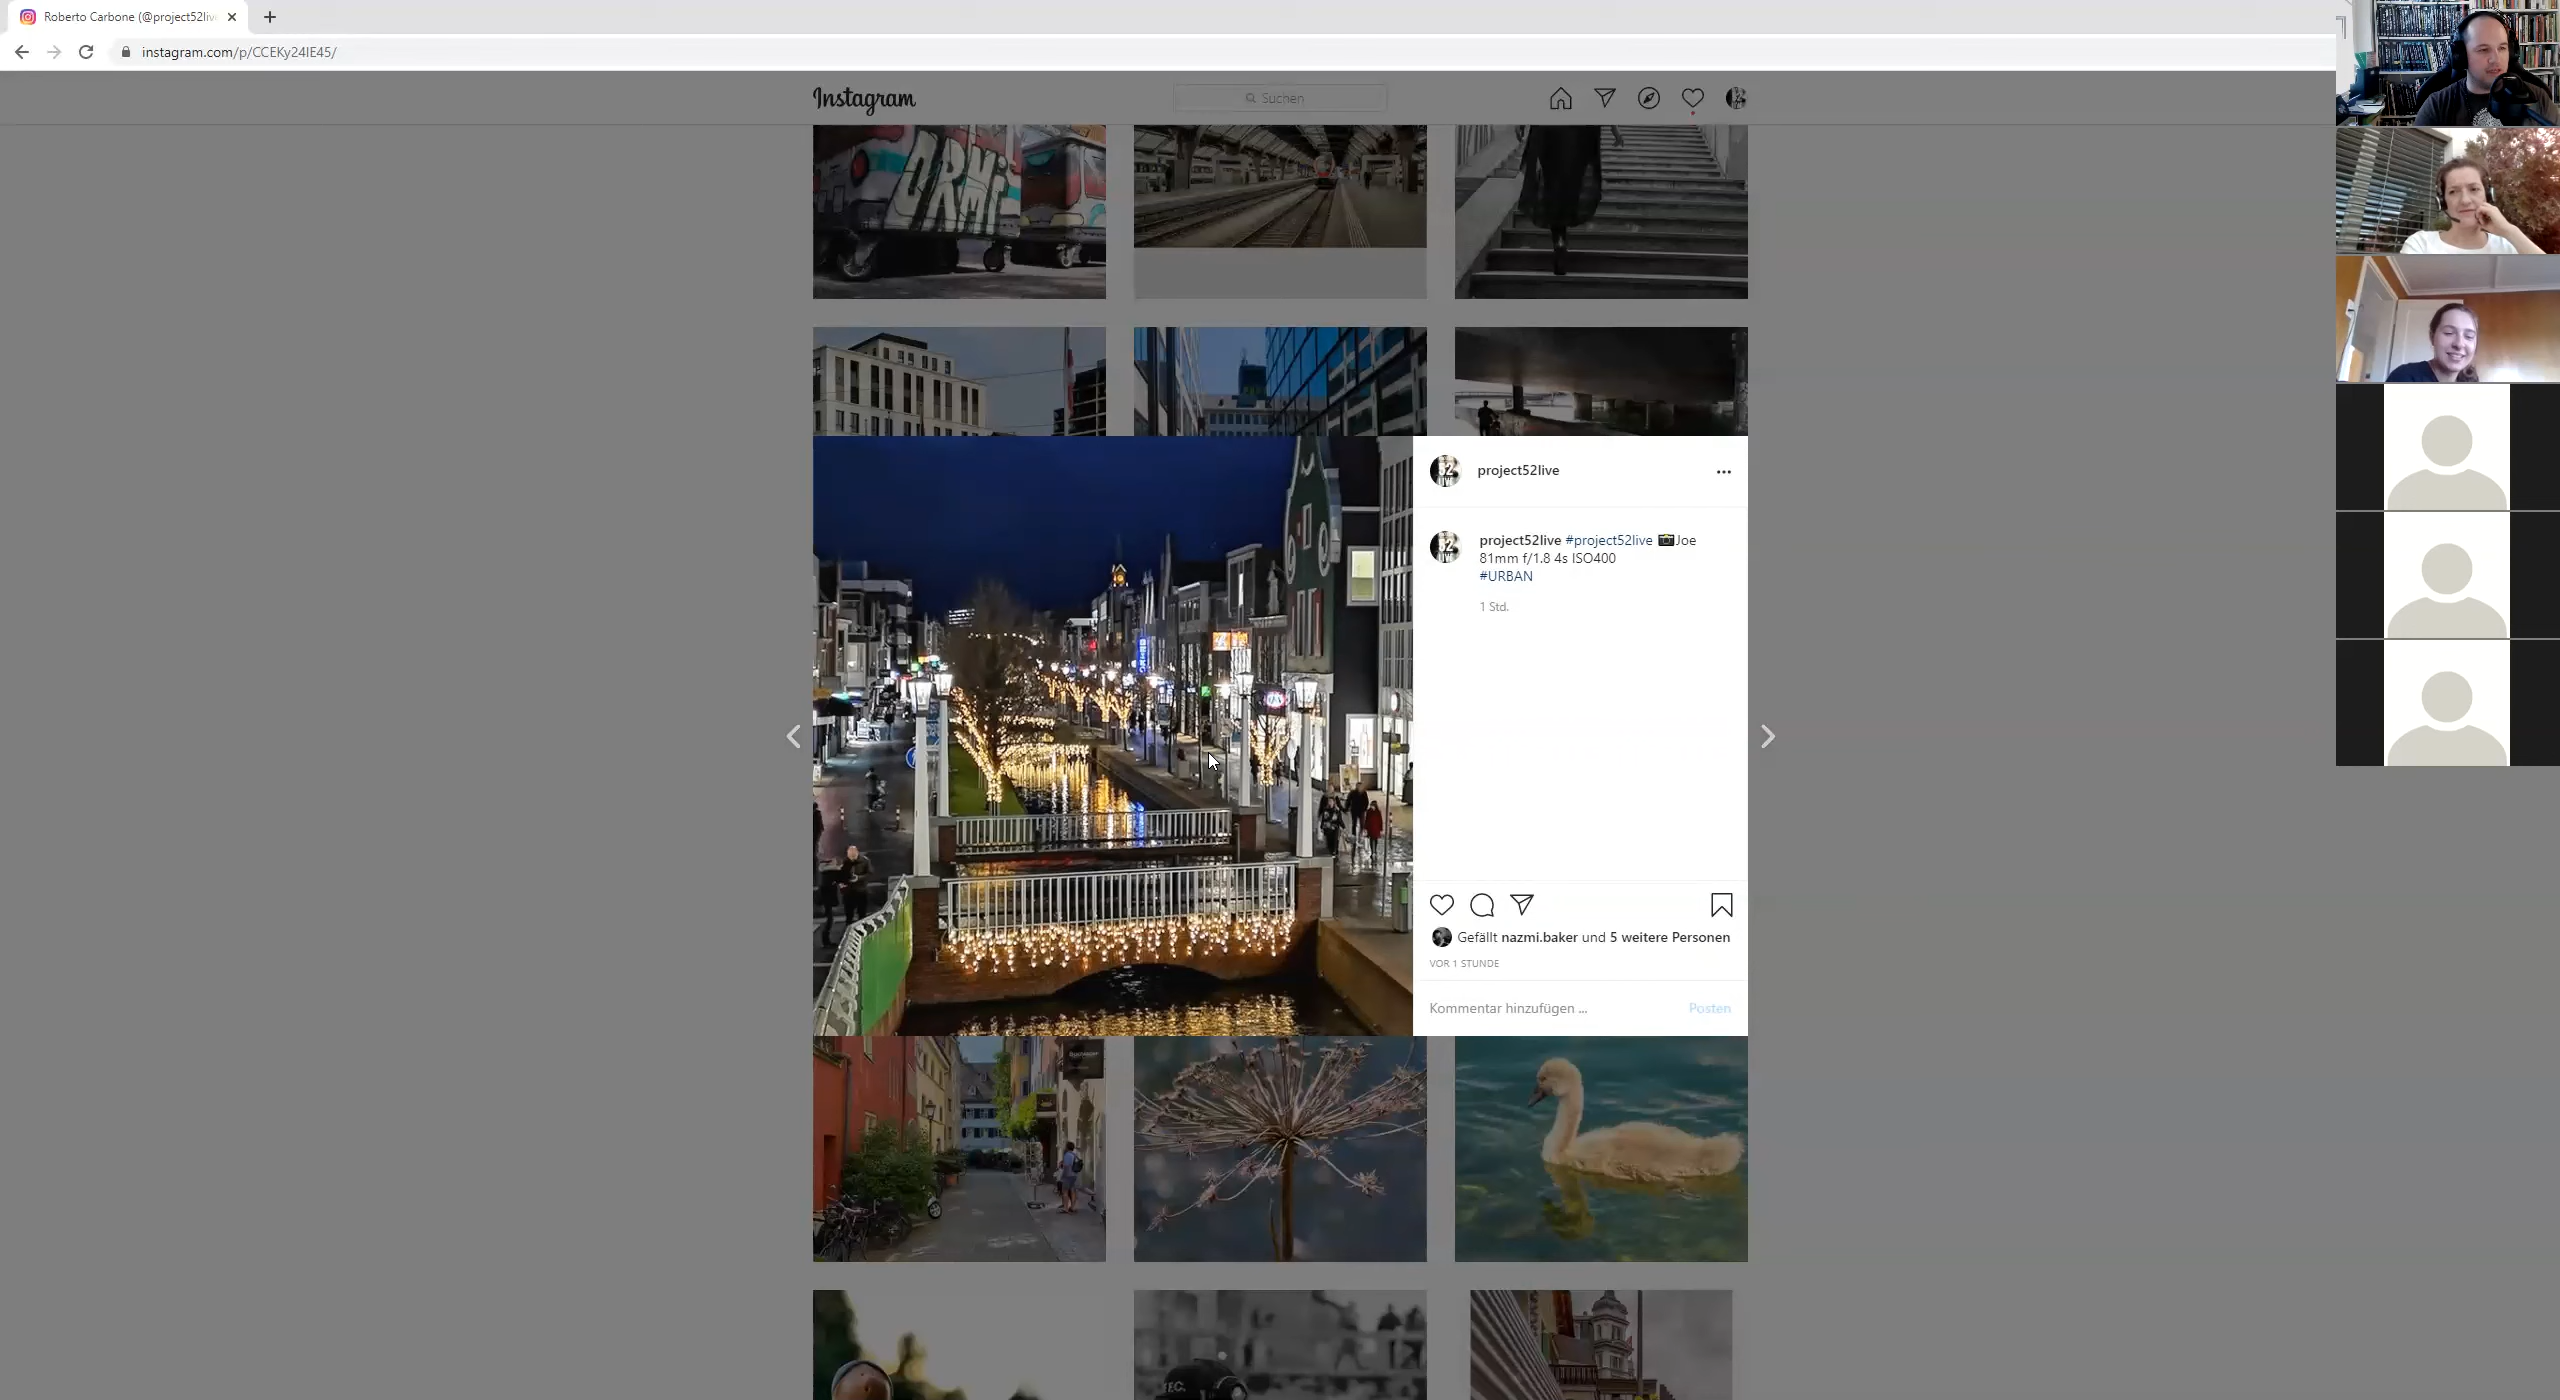 Roberto Carbone (@project52liv
instagram.com/p/CCEKy24IE45/
Instagram
Suchen
ORMI
project52live
project52live #project52live 📷Joe
81mm f/1.8 4s ISO400
#URBAN
1 Std.
Gefällt nazmi.baker und 5 weitere Personen
VOR 1 STUNDE
Kommentar hinzufügen ...
Posten